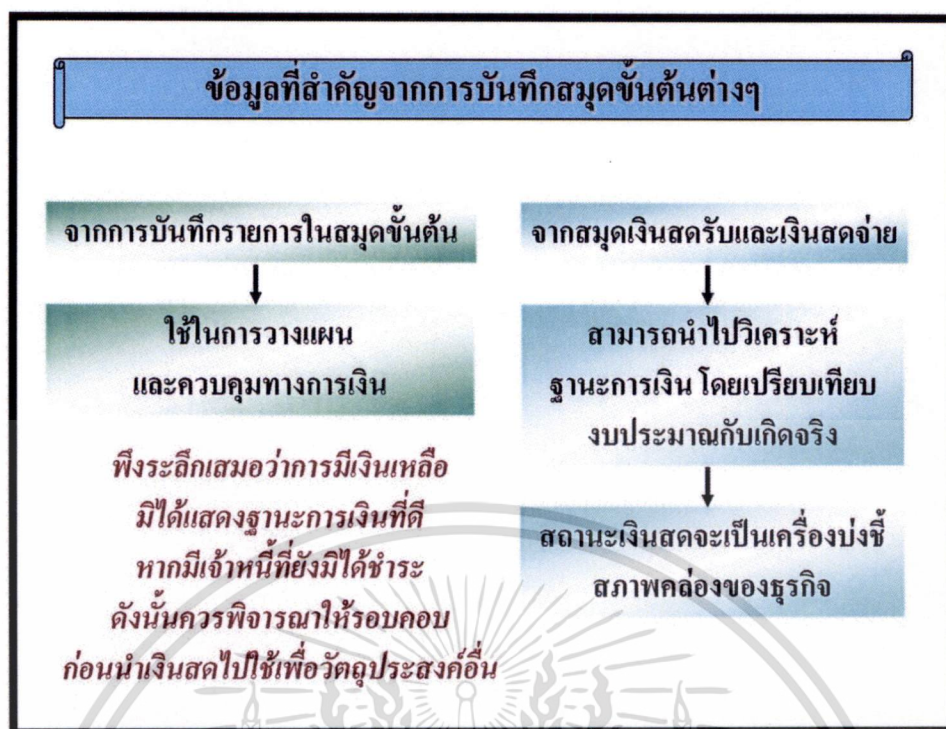 ข้อมูลที่สำคัญจากการบันทึกสมุดขั้นต้นต่างๆ
จากการบันทึกรายการในสมุดขั้นต้น
ใช้ในการวางแผน
และควบคุมทางการเงิน
พึงระลึกเสมอว่าการมีเงินเหลือ
มิได้แสดงฐานะการเงินที่ดี
หากมีเจ้าหนี้ที่ยังมิได้ชำระ
ดังนั้นควรพิจารณาให้รอบคอบ
ก่อนนำเงินสดไปใช้เพื่อวัตถุประสงค์อื่น
จากสมุดเงินสดรับและเงินสดจ่าย
สามารถนำไปวิเคราะห์
ฐานะการเงิน โดยเปรียบเทียบ
งบประมาณกับเกิดจริง
สถานะเงินสดจะเป็นเครื่องบ่งชี้
สภาพคล่องของธุรกิจ